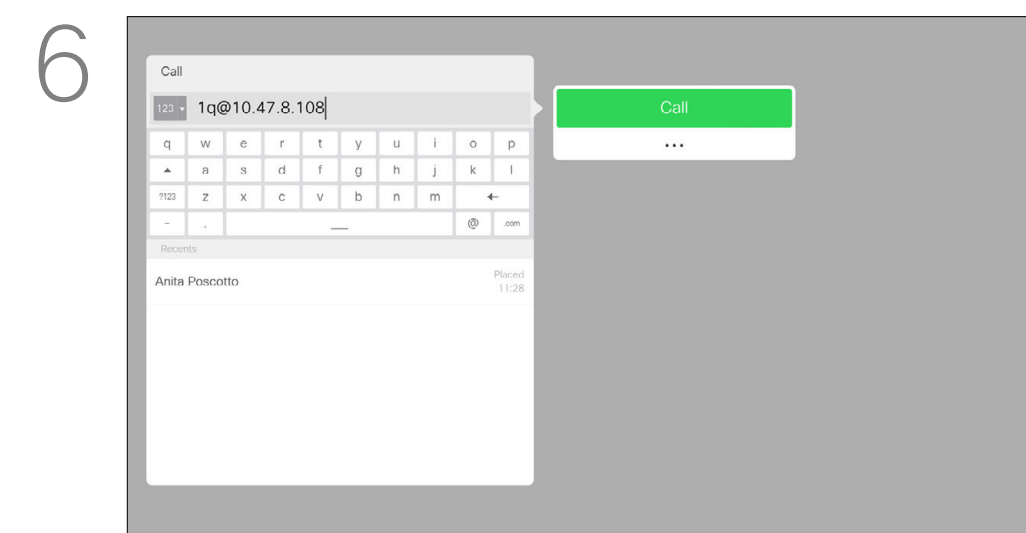 6
Call
123 1q@10.47.8.108
q w e r t y u i o p
a s d f g h j k l
?123 z x c v b n m
- . @ .com
Recents
Anita Poscotto Placed
11:28
Call
...